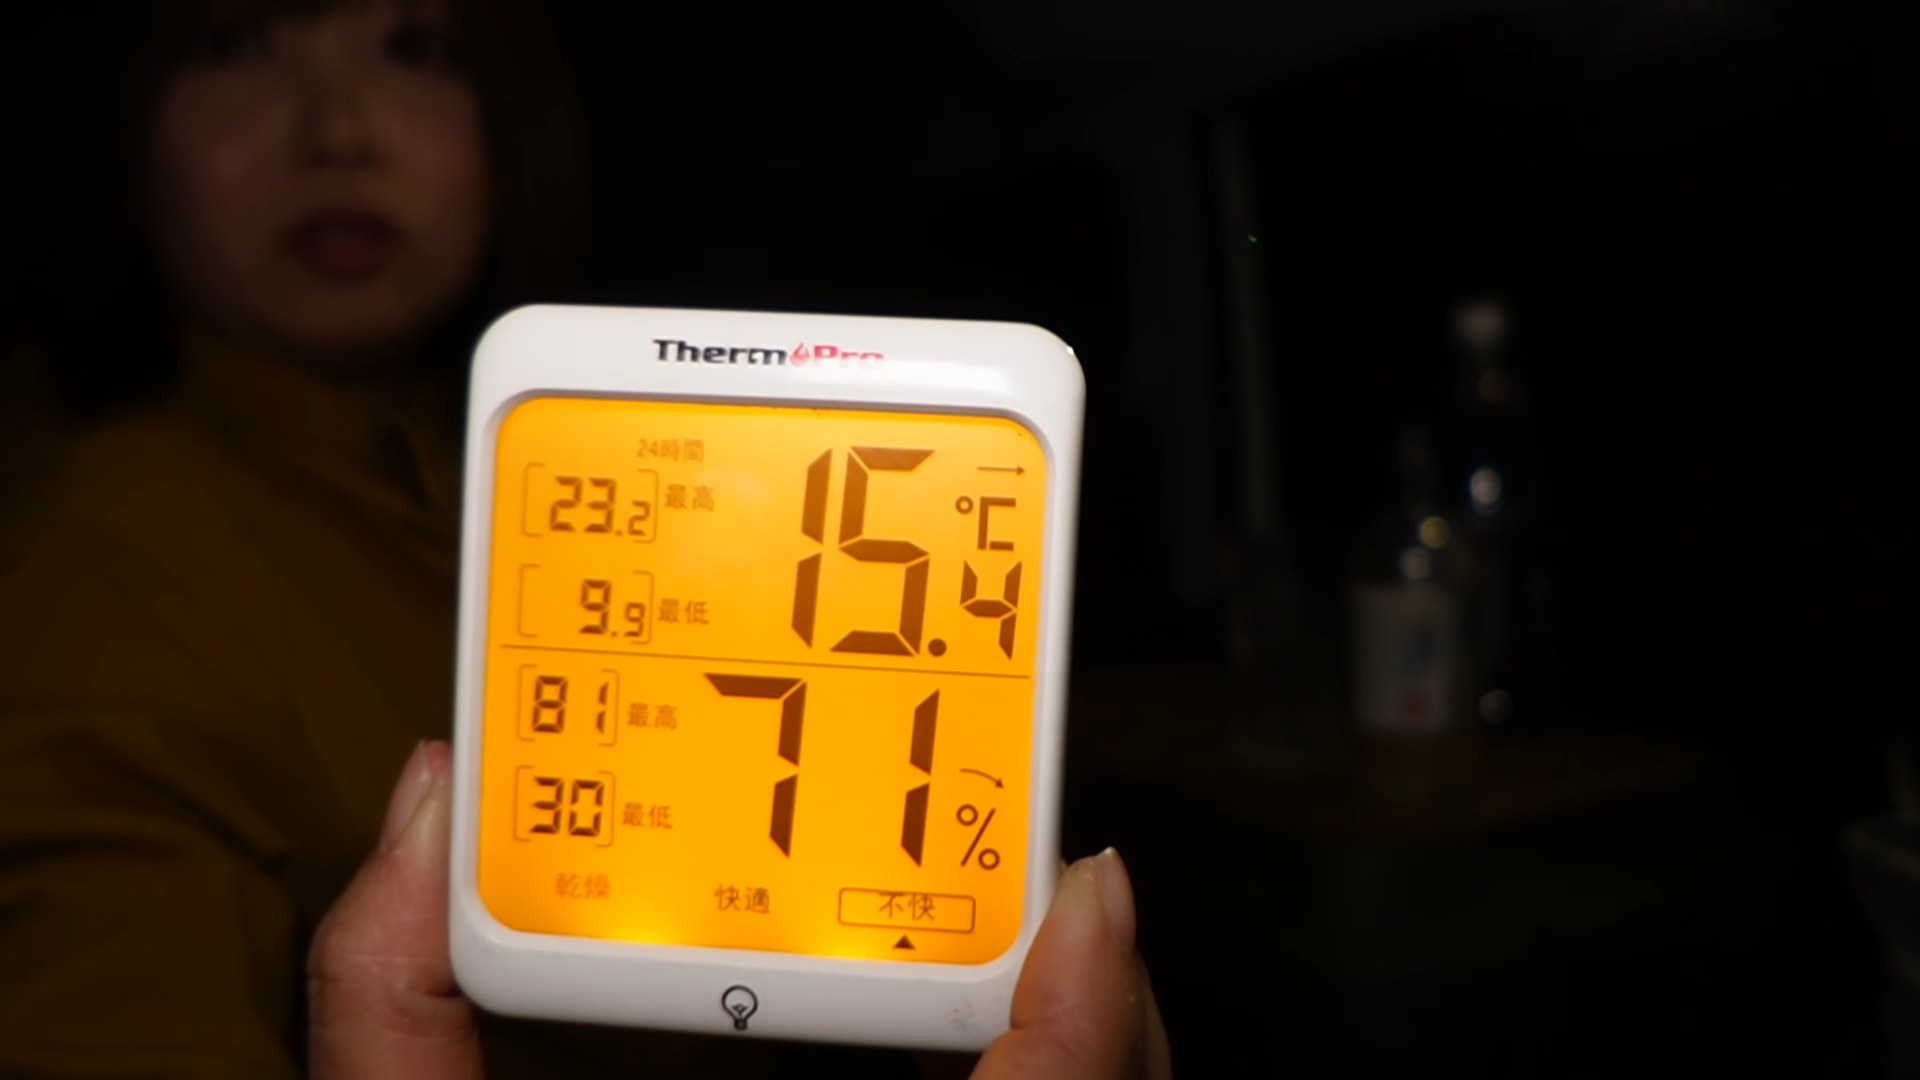 ThermoPro
24時間
23.2 最高
15.4 °C
9.9 最低
81 最高
71 %
30 最低
乾燥 快適 不快